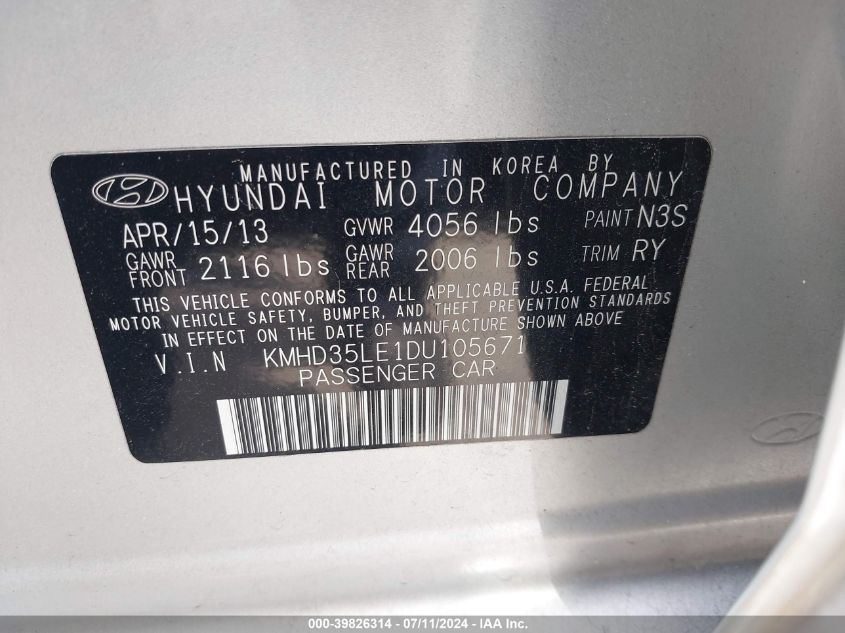 MANUFACTURED IN KOREA BY
HYUNDAI MOTOR COMPANY
APR/15/13 GVWR 4056 lbs PAINT N3S
GAWR FRONT 2116 lbs GAWR REAR 2006 lbs TRIM RY
THIS VEHICLE CONFORMS TO ALL APPLICABLE U.S.A. FEDERAL
MOTOR VEHICLE SAFETY, BUMPER, AND THEFT PREVENTION STANDARDS
IN EFFECT ON THE DATE OF MANUFACTURE SHOWN ABOVE
V.I.N KMHD35LE1DU105671
PASSENGER CAR
000-39826314 - 07/11/2024 - IAA Inc.